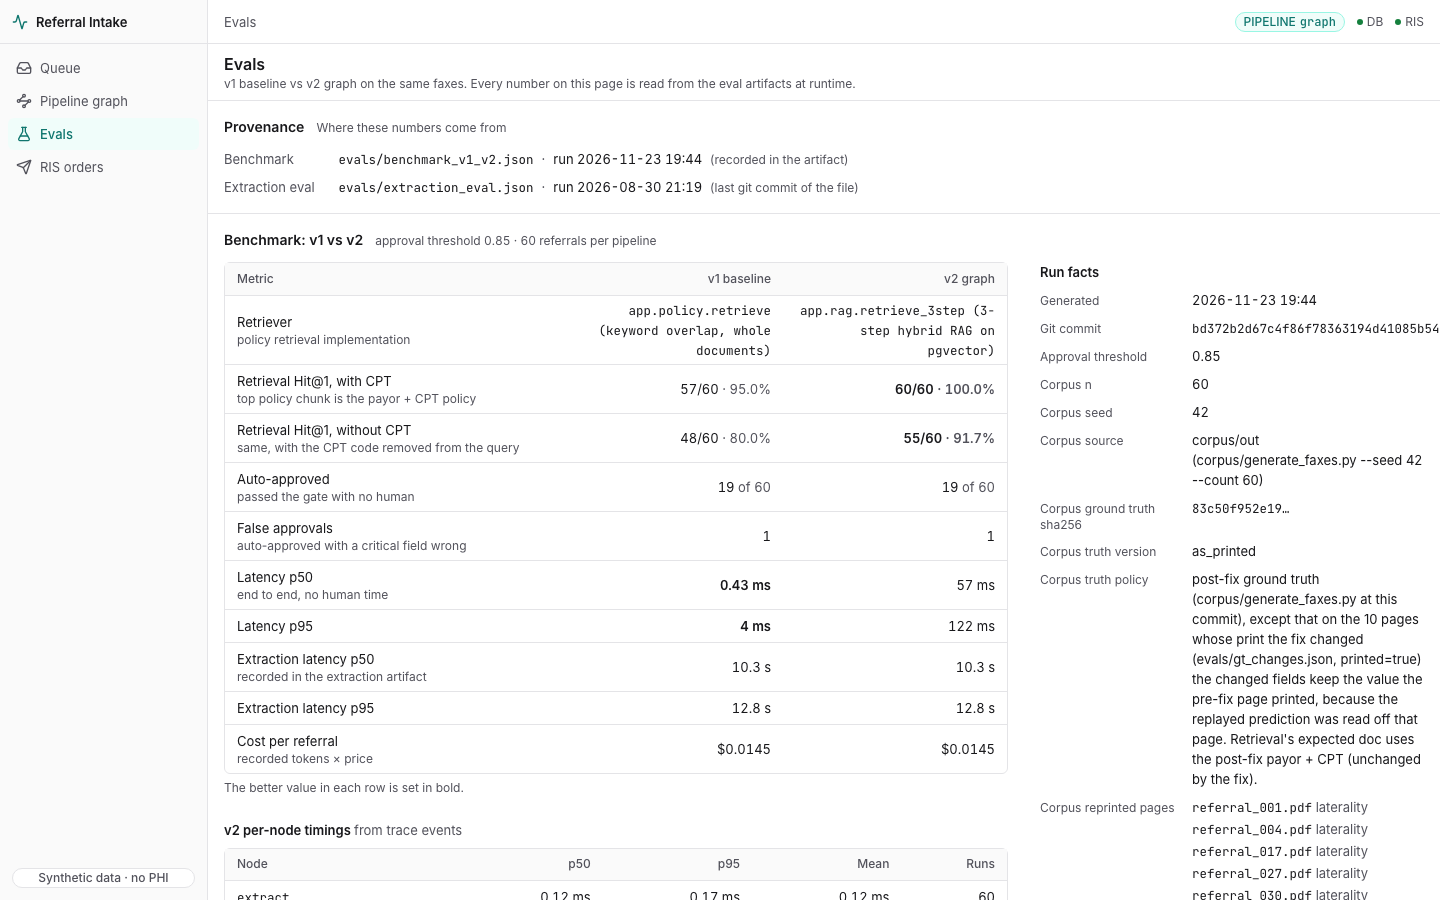 Referral Intake
Evals
PIPELINE graph
DB
RIS
Queue
Pipeline graph
Evals
RIS orders
Synthetic data · no PHI
Evals
v1 baseline vs v2 graph on the same faxes. Every number on this page is read from the eval artifacts at runtime.
Provenance Where these numbers come from
Benchmark evals/benchmark_v1_v2.json · run 2026-11-23 19:44 (recorded in the artifact)
Extraction eval evals/extraction_eval.json · run 2026-08-30 21:19 (last git commit of the file)
Benchmark: v1 vs v2 approval threshold 0.85 · 60 referrals per pipeline
Metric v1 baseline v2 graph
Retriever
policy retrieval implementation
app.policy.retrieve
(keyword overlap, whole
documents)
app.rag.retrieve_3step (3-
step hybrid RAG on
pgvector)
Retrieval Hit@1, with CPT
top policy chunk is the payor + CPT policy
57/60 · 95.0% 60/60 · 100.0%
Retrieval Hit@1, without CPT
same, with the CPT code removed from the query
48/60 · 80.0% 55/60 · 91.7%
Auto-approved
passed the gate with no human
19 of 60 19 of 60
False approvals
auto-approved with a critical field wrong
1 1
Latency p50
end to end, no human time
0.43 ms 57 ms
Latency p95 4 ms 122 ms
Extraction latency p50
recorded in the extraction artifact
10.3 s 10.3 s
Extraction latency p95 12.8 s 12.8 s
Cost per referral
recorded tokens × price
$0.0145 $0.0145
The better value in each row is set in bold.
v2 per-node timings from trace events
Node p50 p95 Mean Runs
extract 0.12 ms 0.17 ms 0.12 ms 60
Run facts
Generated 2026-11-23 19:44
Git commit bd372b2d67c4f86f78363194d41085b54
Approval threshold 0.85
Corpus n 60
Corpus seed 42
Corpus source corpus/out
(corpus/generate_faxes.py --seed 42
--count 60)
Corpus ground truth
sha256
83c50f952e19…
Corpus truth version as_printed
Corpus truth policy post-fix ground truth
(corpus/generate_faxes.py at this
commit), except that on the 10 pages
whose print the fix changed
(evals/gt_changes.json, printed=true)
the changed fields keep the value the
pre-fix page printed, because the
replayed prediction was read off that
page. Retrieval's expected doc uses
the post-fix payor + CPT (unchanged
by the fix).
Corpus reprinted pages referral_001.pdf laterality
referral_004.pdf laterality
referral_017.pdf laterality
referral_027.pdf laterality
referral_030.pdf laterality